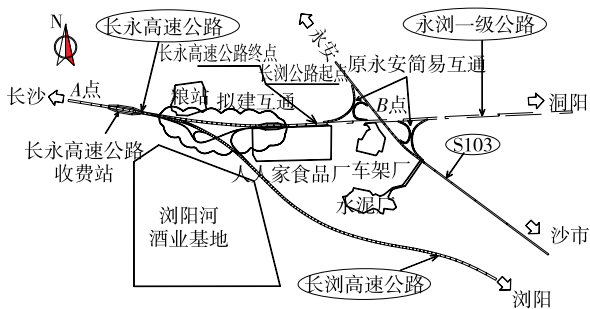 N
长永高速公路
永安
永浏一级公路
长永高速公路终点
长浏公路起点
原永安简易互通
长沙
A点
粮站
拟建互通
B点
洞阳
长永高速公路
收费站
人人家食品厂
车架厂
S103
水泥厂
浏阳河
酒业基地
沙市
长浏高速公路
浏阳